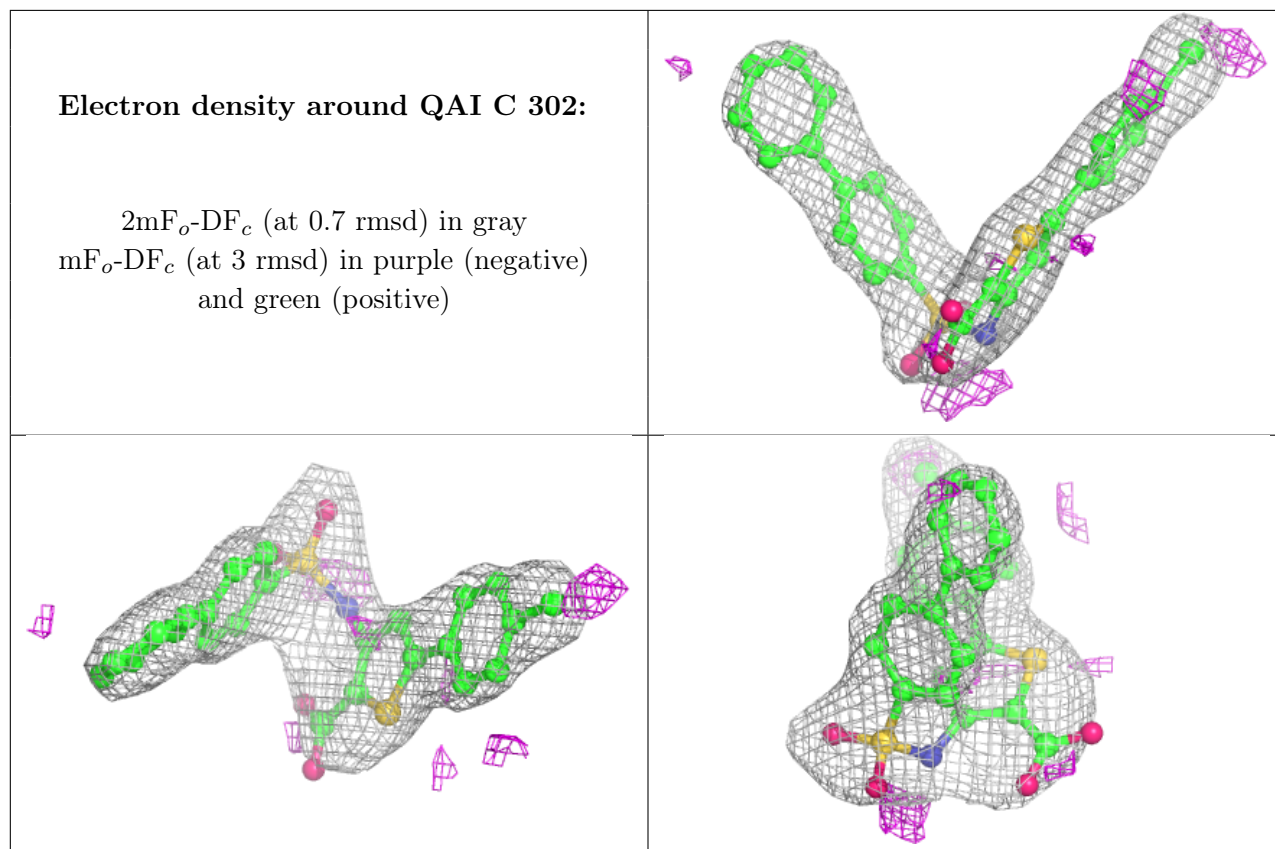 Electron density around QAI C 302:
2mFₒ-DF𝒸 (at 0.7 rmsd) in gray
mFₒ-DF𝒸 (at 3 rmsd) in purple (negative)
and green (positive)